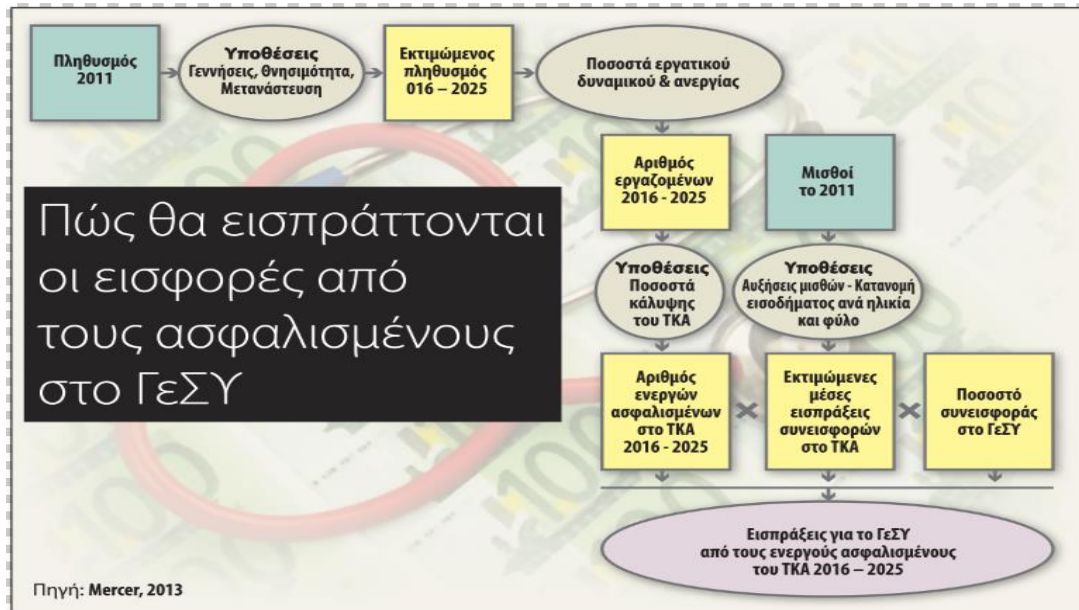 Πληθυσμός
2011
Υποθέσεις
Γεννήσεις, Θνησιμότητα,
Μετανάστευση
Εκτιμώμενος
πληθυσμός
016 – 2025
Ποσοστά εργατικού
δυναμικού & ανεργίας
Αριθμός
εργαζομένων
2016 - 2025
Μισθοί
το 2011
Πώς θα εισπράττονται
οι εισφορές από
τους ασφαλισμένους
στο ΓεΣΥ
Υποθέσεις
Ποσοστά
κάλυψης
του ΤΚΑ
Υποθέσεις
Αυξήσεις μισθών - Κατανομή
εισοδήματος ανά ηλικία
και φύλο
Αριθμός
ενεργών
ασφαλισμένων
στο ΤΚΑ
2016 - 2025
Εκτιμώμενες
μέσες
εισπράξεις
συνεισφορών
στο ΤΚΑ
Ποσοστό
συνεισφοράς
στο ΓεΣΥ
Εισπράξεις για το ΓεΣΥ
από τους ενεργούς ασφαλισμένους
του ΤΚΑ 2016 – 2025
Πηγή: Mercer, 2013